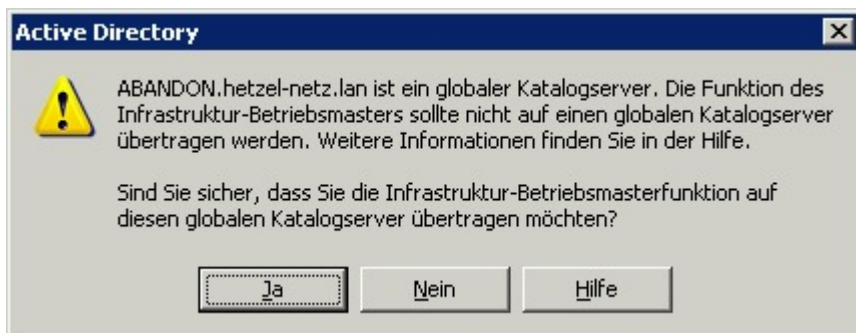 Active Directory
ABANDON.hetzel-netz.lan ist ein globaler Katalogserver. Die Funktion des
Infrastruktur-Betriebsmasters sollte nicht auf einen globalen Katalogserver
übertragen werden. Weitere Informationen finden Sie in der Hilfe.
Sind Sie sicher, dass Sie die Infrastruktur-Betriebsmasterfunktion auf
diesen globalen Katalogserver übertragen möchten?
Ja Nein Hilfe